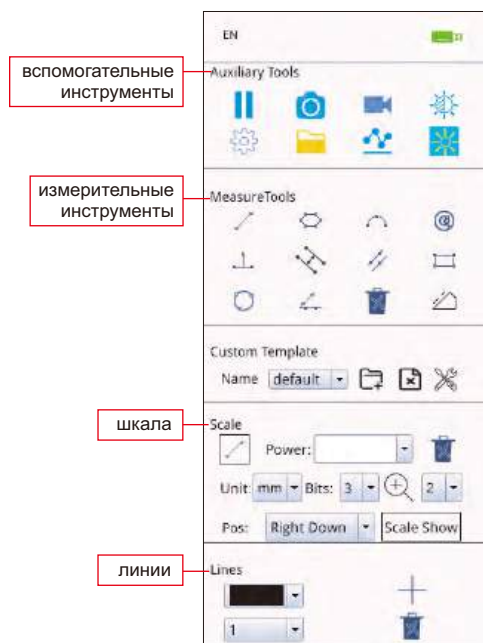 EN
вспомогательные
инструменты
Auxiliary Tools
измерительные
инструменты
MeasureTools
Custom Template
Name default
шкала
Scale
Power:
Unit: mm Bits: 3 2
Pos: Right Down Scale Show
линии
Lines
1